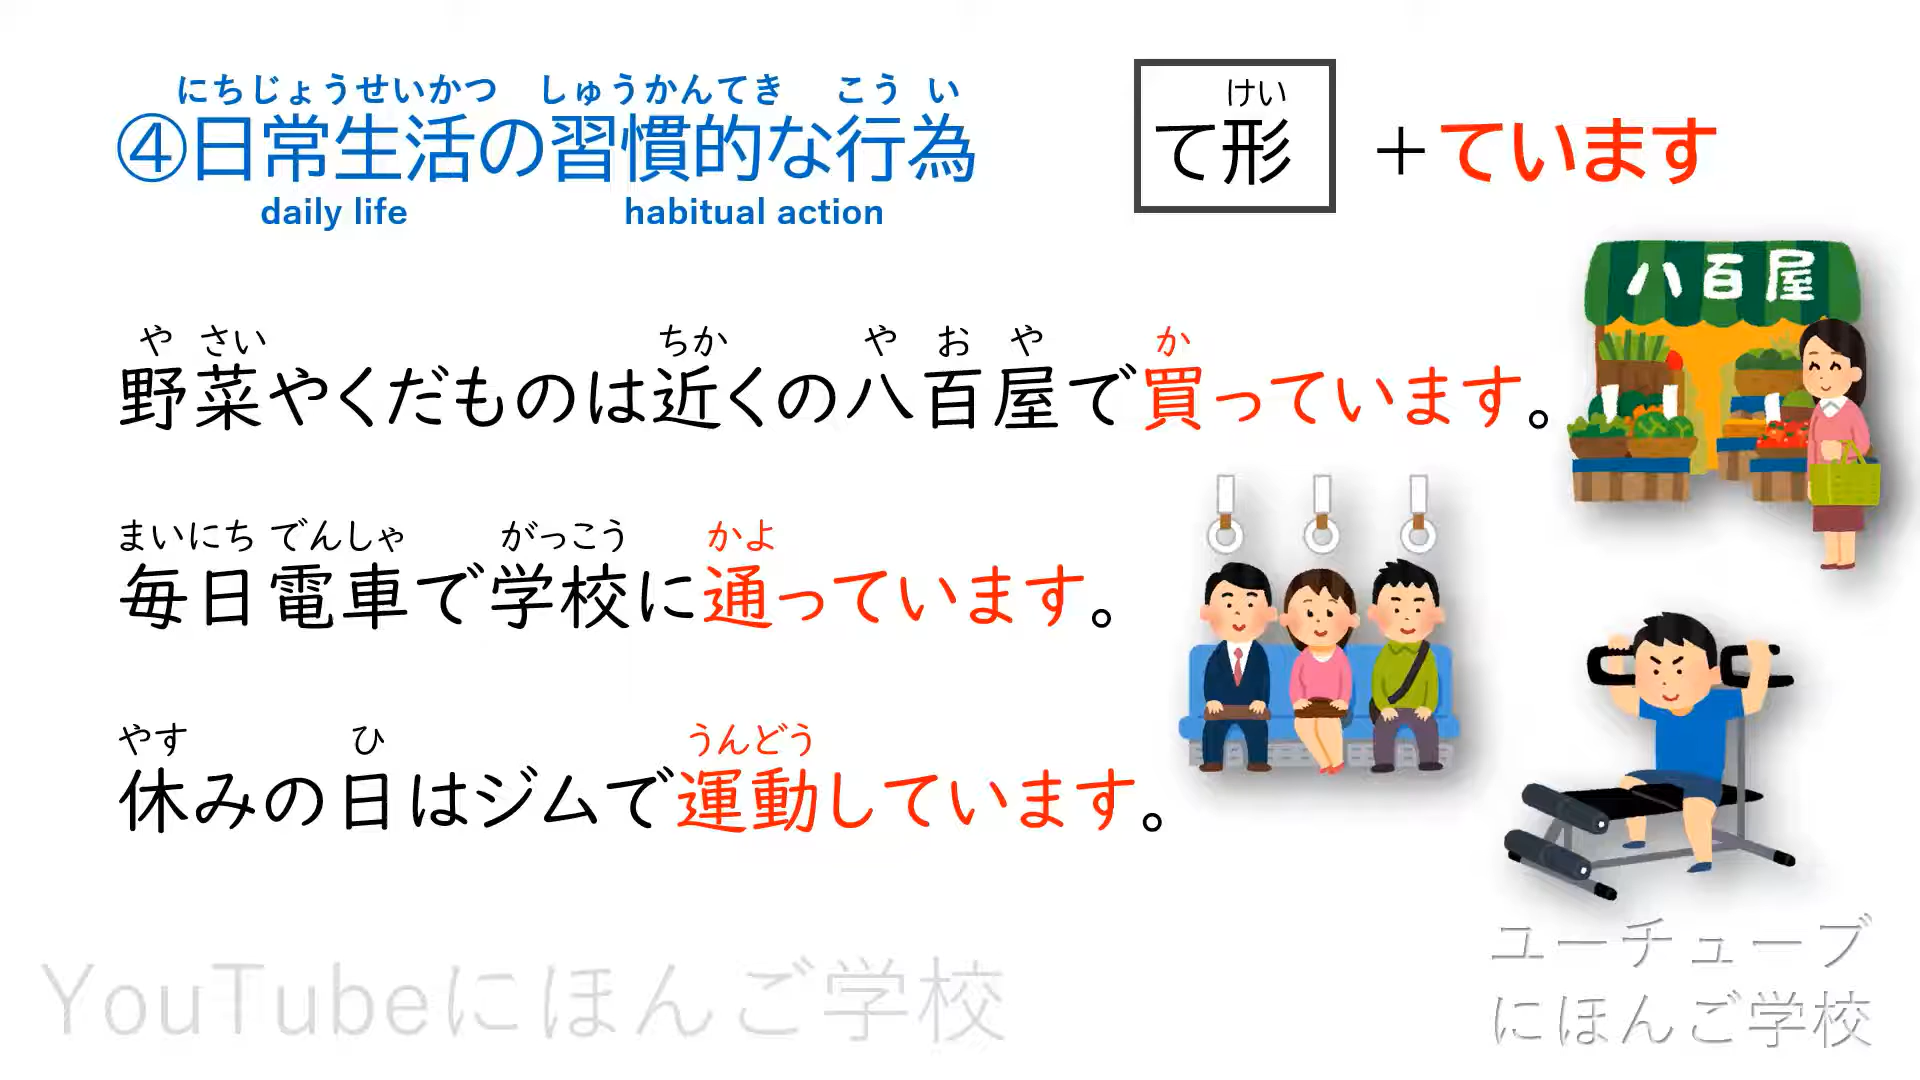 にちじょうせいかつ しゅうかんてき こうい
④日常生活の習慣的な行為
daily life habitual action
けい
て形 +ています
八百屋
や さい ちか や お や か
野菜やくだものは近くの八百屋で買っています。
まいにち でんしゃ がっこう かよ
毎日電車で学校に通っています。
やす ひ うんどう
休みの日はジムで運動しています。
YouTubeにほんご学校
ユーチューブ
にほんご学校